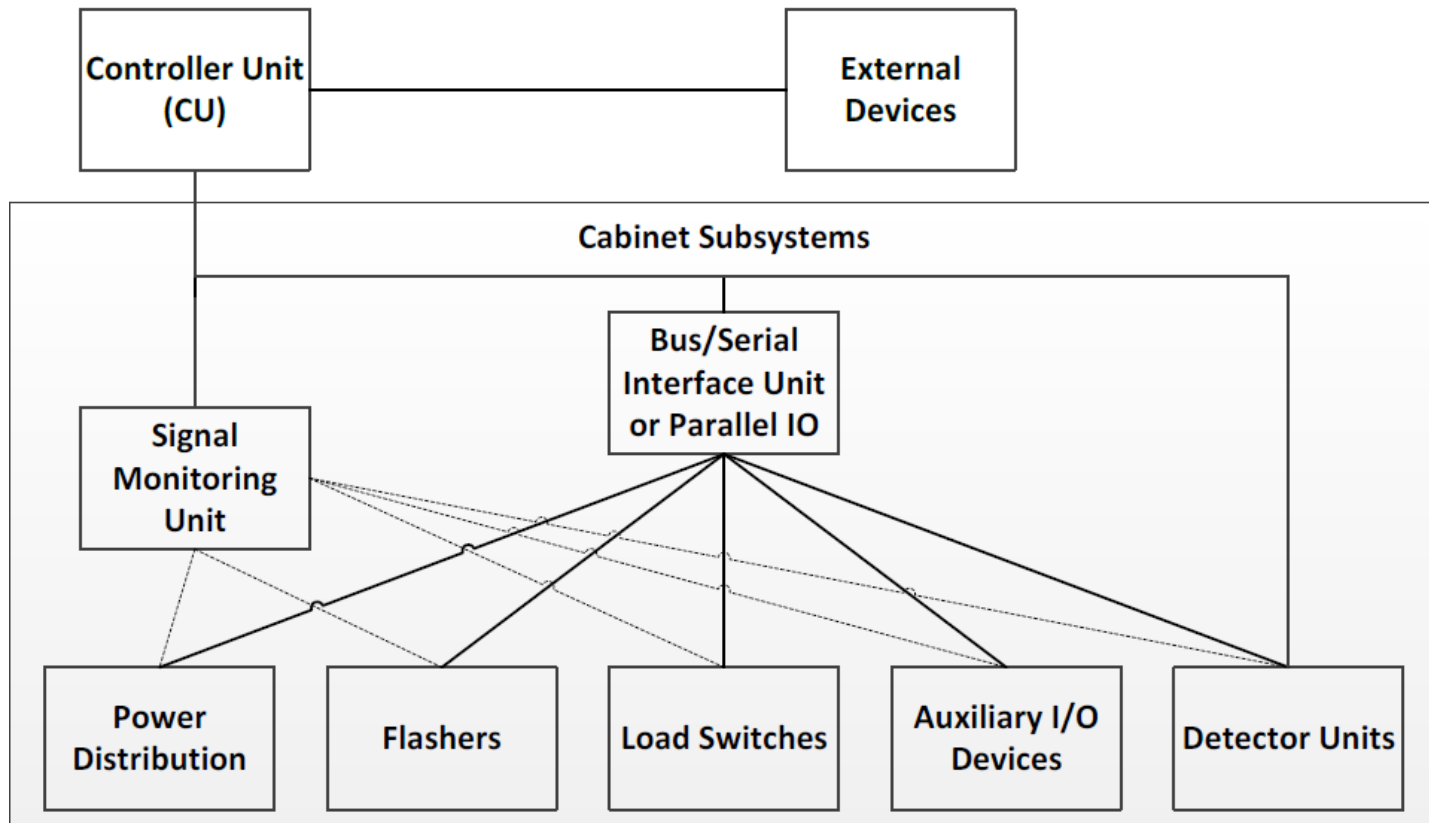 Controller Unit
(CU)
External
Devices
Cabinet Subsystems
Bus/Serial
Interface Unit
or Parallel IO
Signal
Monitoring
Unit
Power
Distribution
Flashers
Load Switches
Auxiliary I/O
Devices
Detector Units